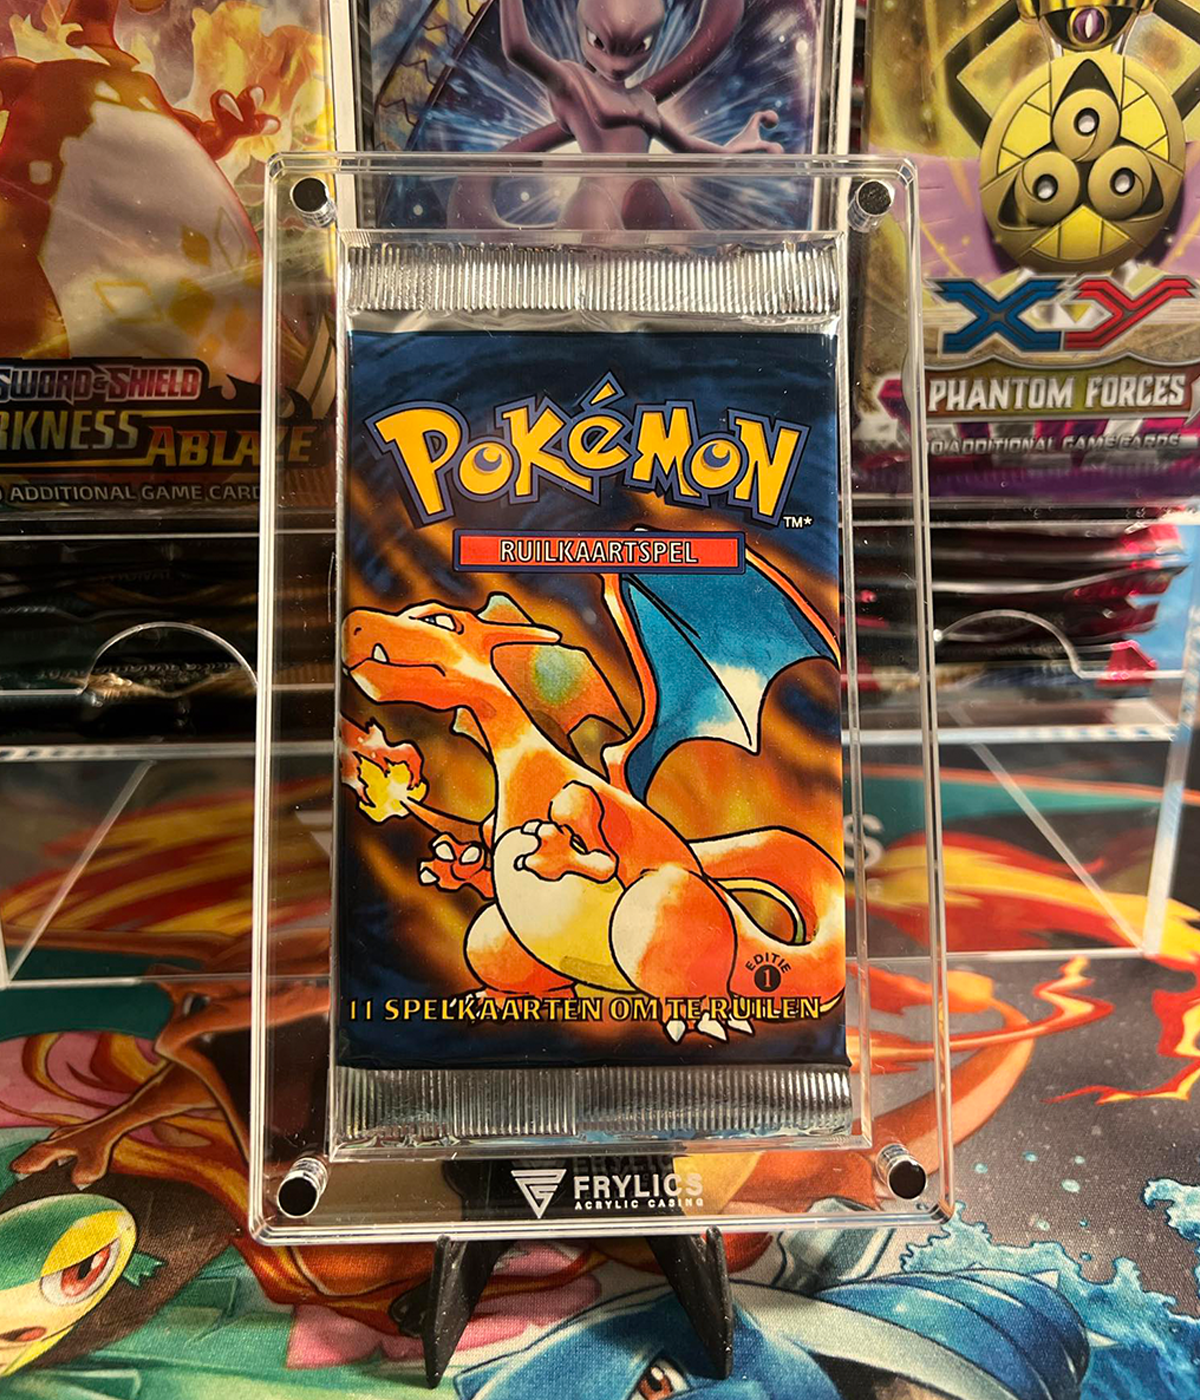 SWORD & SHIELD
ABLAZE
ADDITIONAL GAME CARD
XY
PHANTOM FORCES
ADDITIONAL GAME CARDS
POKéMON
TM*
RUILKAARTSPEL
EDITIE
1
11 SPELKAARTEN OM TE RUILEN
FRYLICS
ACRYLIC CASING